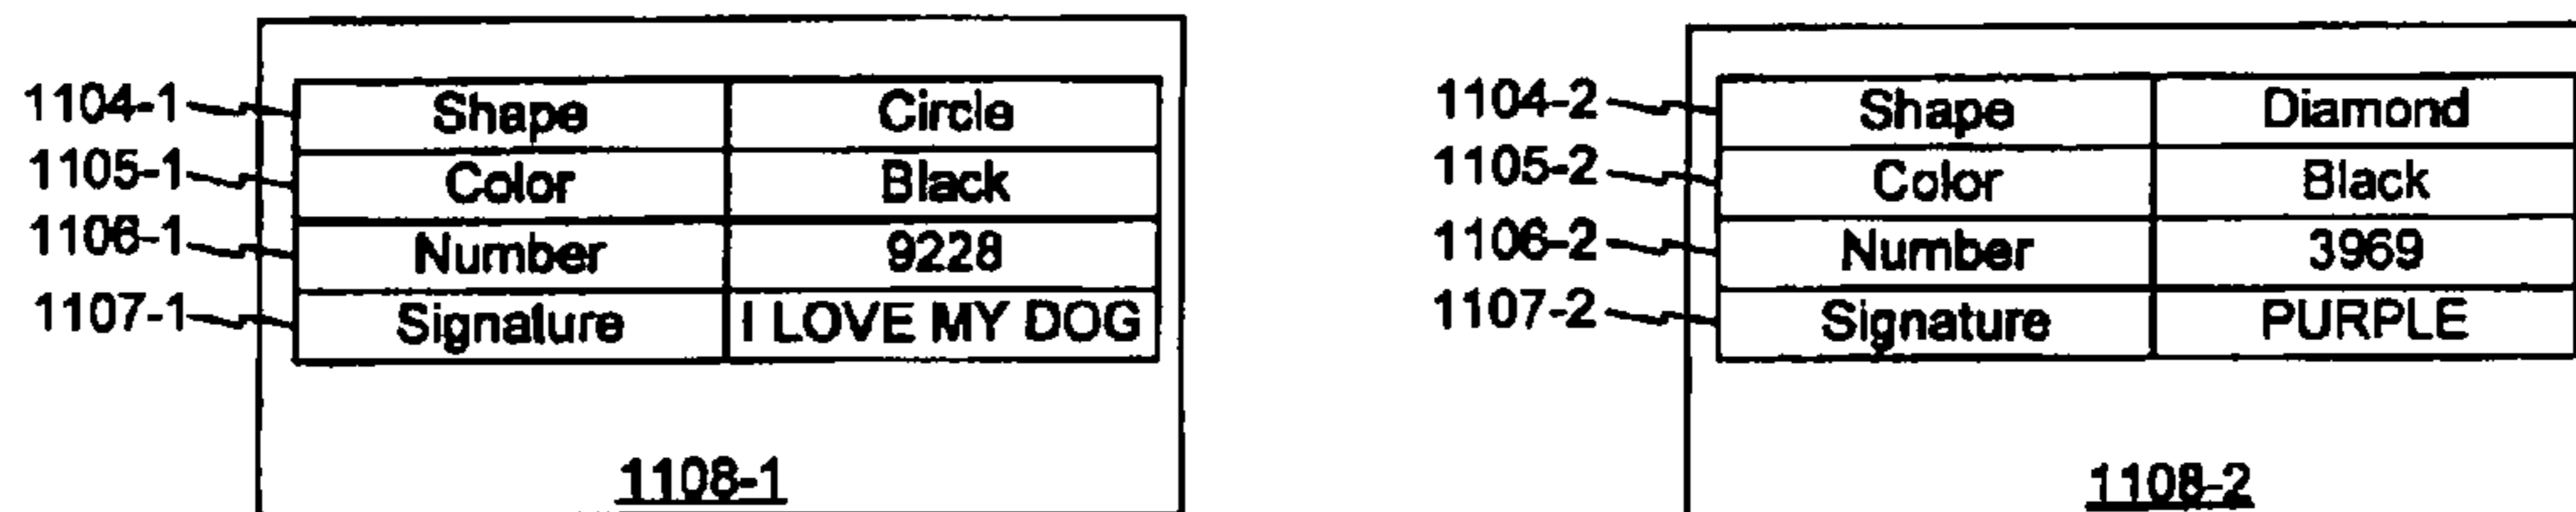 1104-1 Shape Circle
1105-1 Color Black
1106-1 Number 9228
1107-1 Signature I LOVE MY DOG
1108-1
1104-2 Shape Diamond
1105-2 Color Black
1106-2 Number 3969
1107-2 Signature PURPLE
1108-2